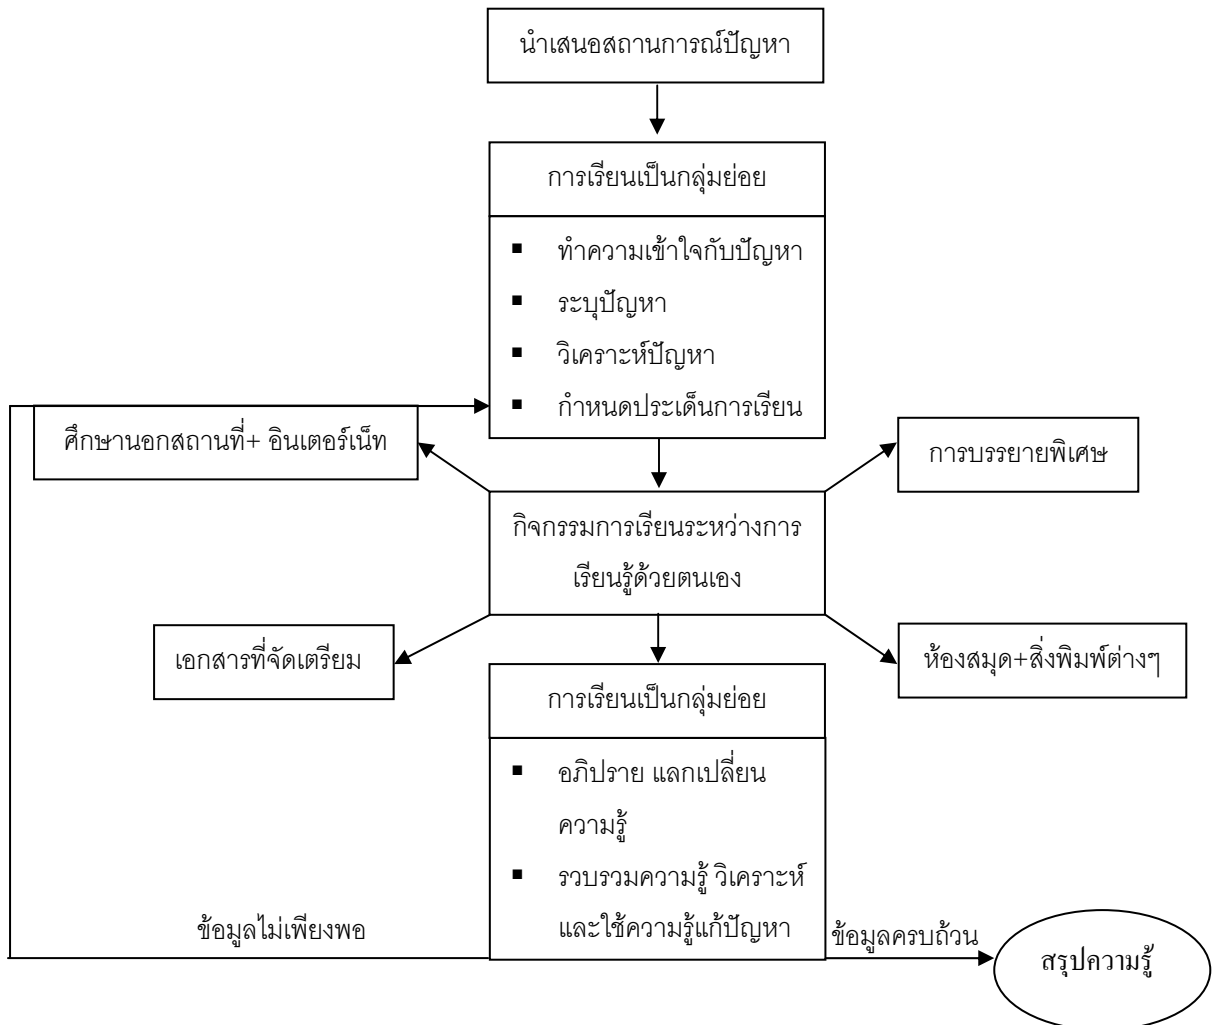 นำเสนอสถานการณ์ปัญหา
การเรียนเป็นกลุ่มย่อย
▪ ทำความเข้าใจกับปัญหา
▪ ระบุปัญหา
▪ วิเคราะห์ปัญหา
▪ กำหนดประเด็นการเรียน
ศึกษานอกสถานที่+ อินเตอร์เน็ท
การบรรยายพิเศษ
กิจกรรมการเรียนระหว่างการ
เรียนรู้ด้วยตนเอง
เอกสารที่จัดเตรียม
ห้องสมุด+สิ่งพิมพ์ต่างๆ
การเรียนเป็นกลุ่มย่อย
▪ อภิปราย แลกเปลี่ยน
ความรู้
▪ รวบรวมความรู้ วิเคราะห์
และใช้ความรู้แก้ปัญหา
ข้อมูลไม่เพียงพอ
ข้อมูลครบถ้วน
สรุปความรู้